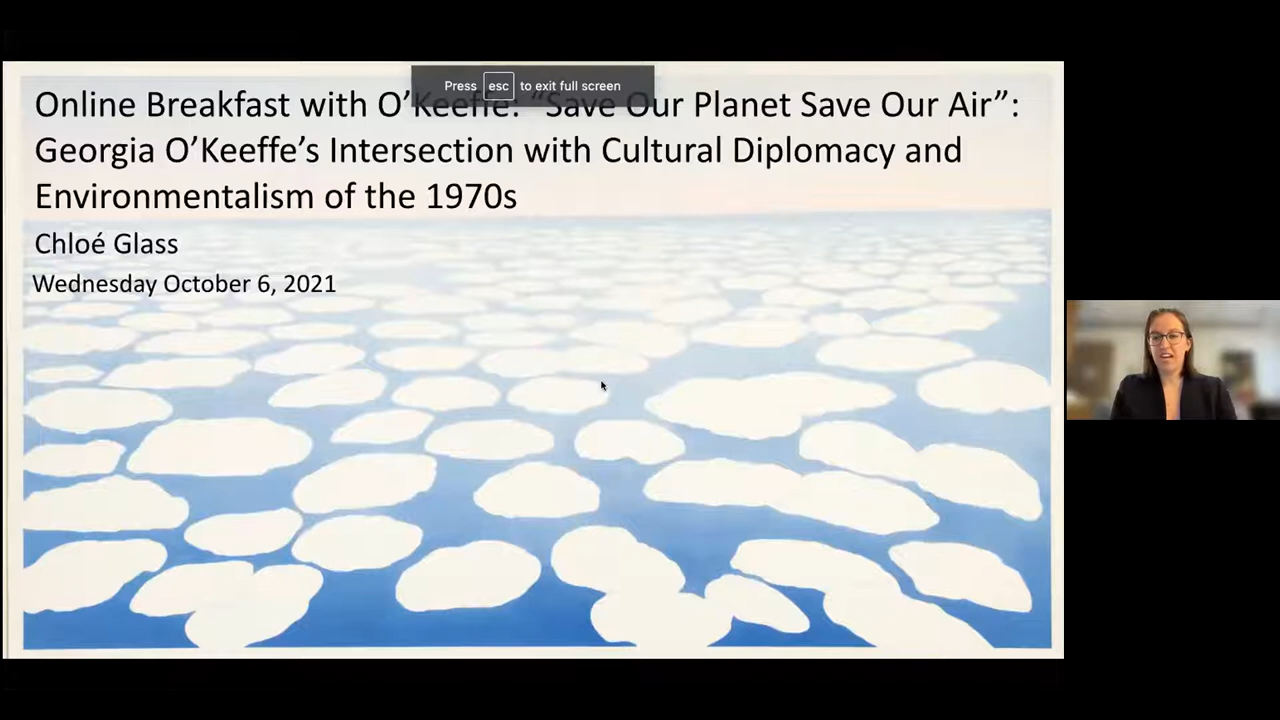 Press esc to exit full screen
Online Breakfast with O’Keeffe: “Save Our Planet Save Our Air”:
Georgia O’Keeffe’s Intersection with Cultural Diplomacy and
Environmentalism of the 1970s
Chloé Glass
Wednesday October 6, 2021